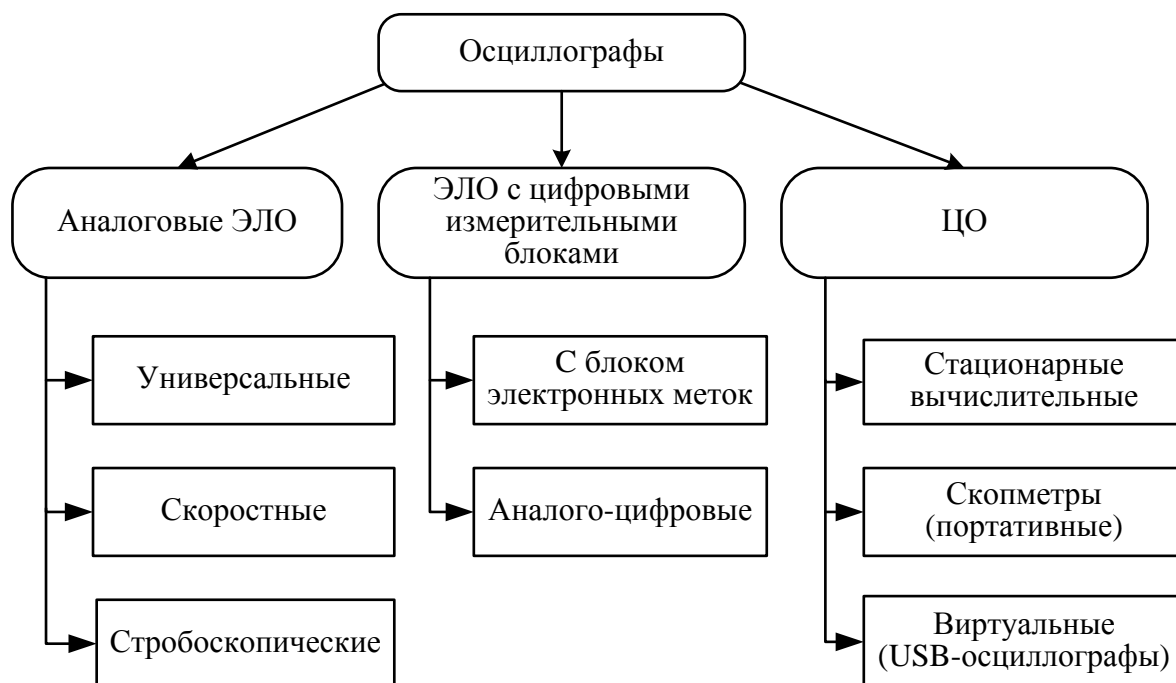 Осциллографы
Аналоговые ЭЛО
ЭЛО с цифровыми
измерительными
блоками
ЦО
Универсальные
Скоростные
Стробоскопические
С блоком
электронных меток
Аналого-цифровые
Стационарные
вычислительные
Скопметры
(портативные)
Виртуальные
(USB-осциллографы)